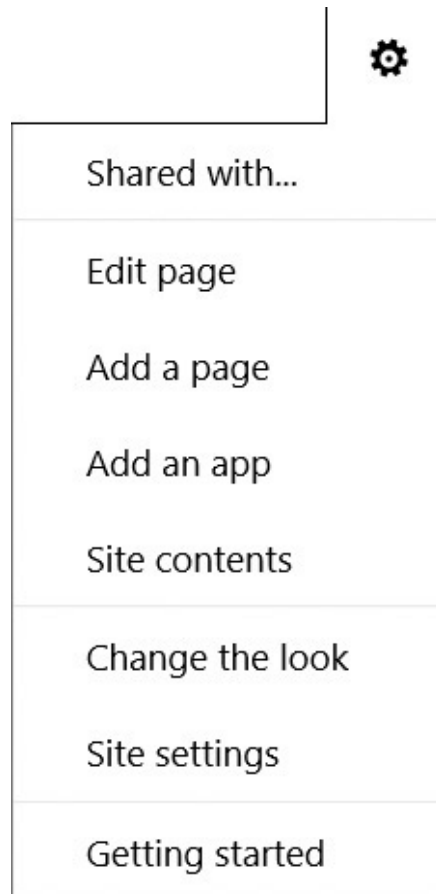 Shared with...
Edit page
Add a page
Add an app
Site contents
Change the look
Site settings
Getting started